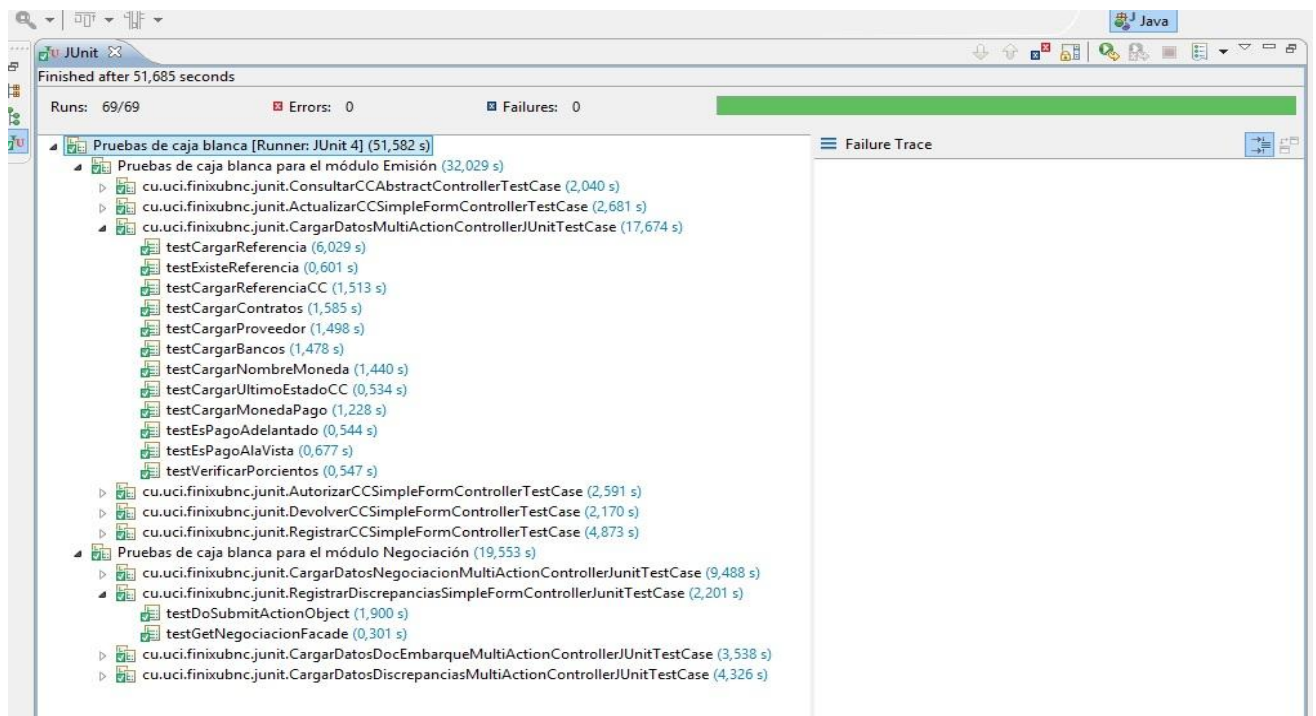 Java
JUnit
Finished after 51,685 seconds
Runs: 69/69 Errors: 0 Failures: 0
Pruebas de caja blanca [Runner: JUnit 4] (51,582 s)
Pruebas de caja blanca para el módulo Emisión (32,029 s)
cu.uci.finixubnc.junit.ConsultarCCAbstractControllerTestCase (2,040 s)
cu.uci.finixubnc.junit.ActualizarCCSimpleFormControllerTestCase (2,681 s)
cu.uci.finixubnc.junit.CargarDatosMultiActionControllerJUnitTestCase (17,674 s)
testCargarReferencia (6,029 s)
testExisteReferencia (0,601 s)
testCargarReferenciaCC (1,513 s)
testCargarContratos (1,585 s)
testCargarProveedor (1,498 s)
testCargarBancos (1,478 s)
testCargarNombreMoneda (1,440 s)
testCargarUltimoEstadoCC (0,534 s)
testCargarMonedaPago (1,228 s)
testEsPagoAdelantado (0,544 s)
testEsPagoAlaVista (0,677 s)
testVerificarPorcientos (0,547 s)
cu.uci.finixubnc.junit.AutorizarCCSimpleFormControllerTestCase (2,591 s)
cu.uci.finixubnc.junit.DevolverCCSimpleFormControllerTestCase (2,170 s)
cu.uci.finixubnc.junit.RegistrarCCSimpleFormControllerTestCase (4,873 s)
Pruebas de caja blanca para el módulo Negociación (19,553 s)
cu.uci.finixubnc.junit.CargarDatosNegociacionMultiActionControllerJunitTestCase (9,488 s)
cu.uci.finixubnc.junit.RegistrarDiscrepanciasSimpleFormControllerJunitTestCase (2,201 s)
testDoSubmitActionObject (1,900 s)
testGetNegociacionFacade (0,301 s)
cu.uci.finixubnc.junit.CargarDatosDocEmbarqueMultiActionControllerJUnitTestCase (3,538 s)
cu.uci.finixubnc.junit.CargarDatosDiscrepanciasMultiActionControllerJUnitTestCase (4,326 s)
Failure Trace